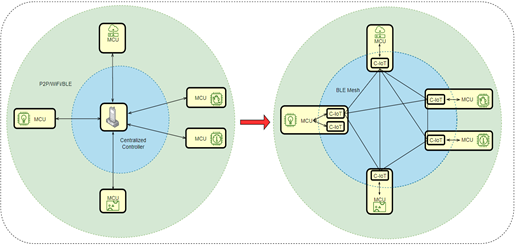 MCU
P2P/WiFi/BLE
MCU
MCU
MCU
Centralized
Controller
MCU
MCU
C-IoT
BLE Mesh
C-IoT
MCU
C-IoT
MCU
C-IoT
C-IoT
MCU
C-IoT
MCU